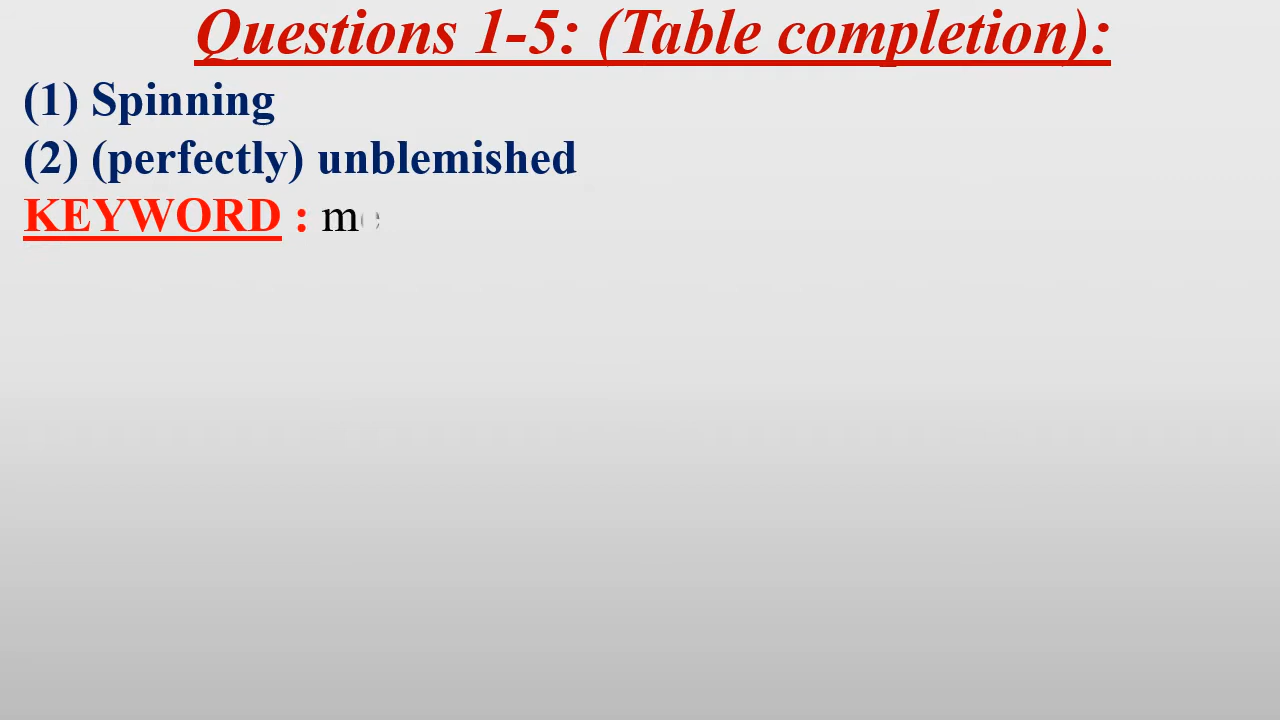 Questions 1-5: (Table completion):
(1) Spinning
(2) (perfectly) unblemished
KEYWORD :